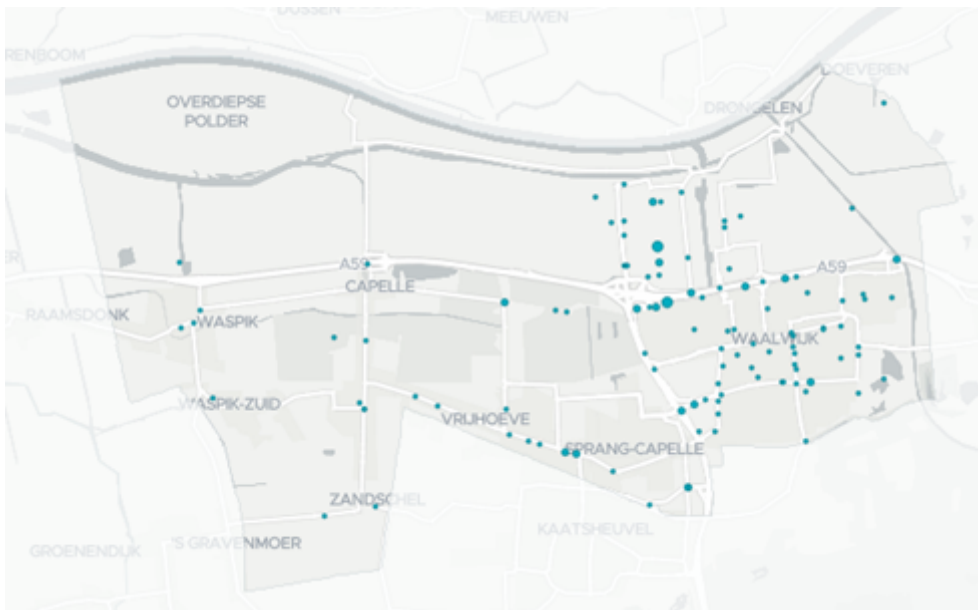 DUSSEN
MEEUWEN
RENBOOM
DOEVEREN
OVERDIEPSE
POLDER
DRONGELEN
A59
A59
CAPELLE
RAAMSDONK
WASPIK
WAALWIJK
WASPIK-ZUID
VRIJHOEVE
SPRANG-CAPELLE
ZANDSCHEL
KAATSHEUVEL
GROENENDIJK
'S GRAVENMOER